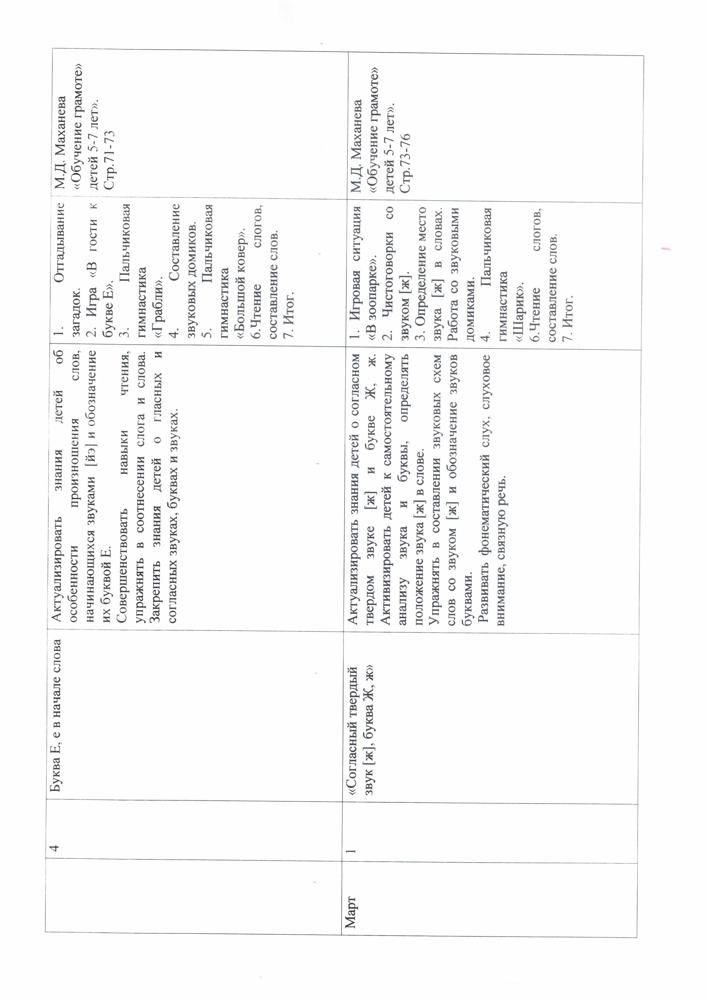 4
Буква Е, е в начале слова
Актуализировать знания детей об
особенности произношения слов,
начинающихся звуками [йэ] и обозначение
их буквой Е.
Совершенствовать навыки чтения,
упражнять в соотнесении слога и слова.
Закрепить знания детей о гласных и
согласных звуках, буквах и звуках.
1. Отгадывание
загадок.
2. Игра «В гости к
букве Е».
3. Пальчиковая
гимнастика
«Грабли».
4. Составление
звуковых домиков.
5. Пальчиковая
гимнастика
«Большой ковер».
6.Чтение слогов,
составление слов.
7. Итог.
М.Д. Маханева
«Обучение грамоте»
детей 5-7 лет».
Стр.71-73
Март
1
«Согласный твердый
звук [ж], буква Ж, ж»
Актуализировать знания детей о согласном
твердом звуке [ж] и букве Ж, ж.
Активизировать детей к самостоятельному
анализу звука и буквы, определять
положение звука [ж] в слове.
Упражнять в составлении звуковых схем
слов со звуком [ж] и обозначение звуков
буквами.
Развивать фонематический слух, слуховое
внимание, связную речь.
1. Игровая ситуация
«В зоопарке».
2. Чистоговорки со
звуком [ж].
3. Определение место
звука [ж] в словах.
Работа со звуковыми
домиками.
4. Пальчиковая
гимнастика
«Шарик».
6.Чтение слогов,
составление слов.
7. Итог.
М.Д. Маханева
«Обучение грамоте»
детей 5-7 лет».
Стр.73-76